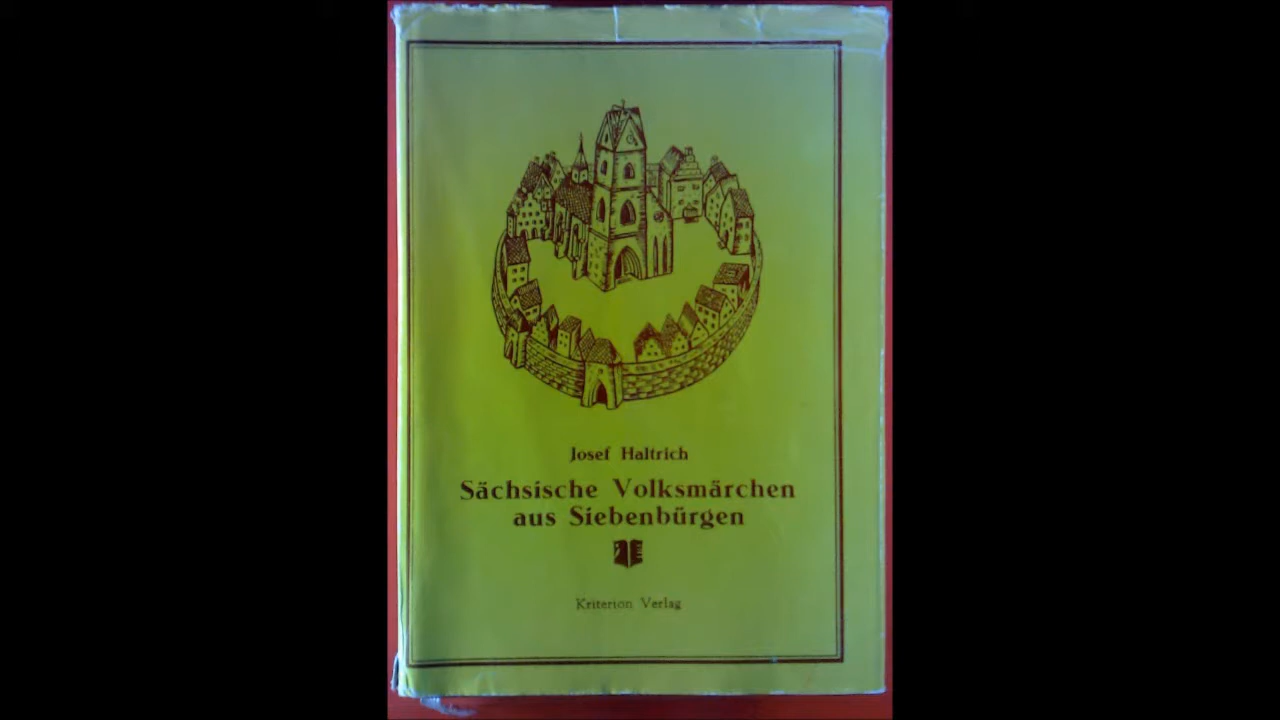 Josef Haltrich
Sächsische Volksmärchen
aus Siebenbürgen
Kriterion Verlag